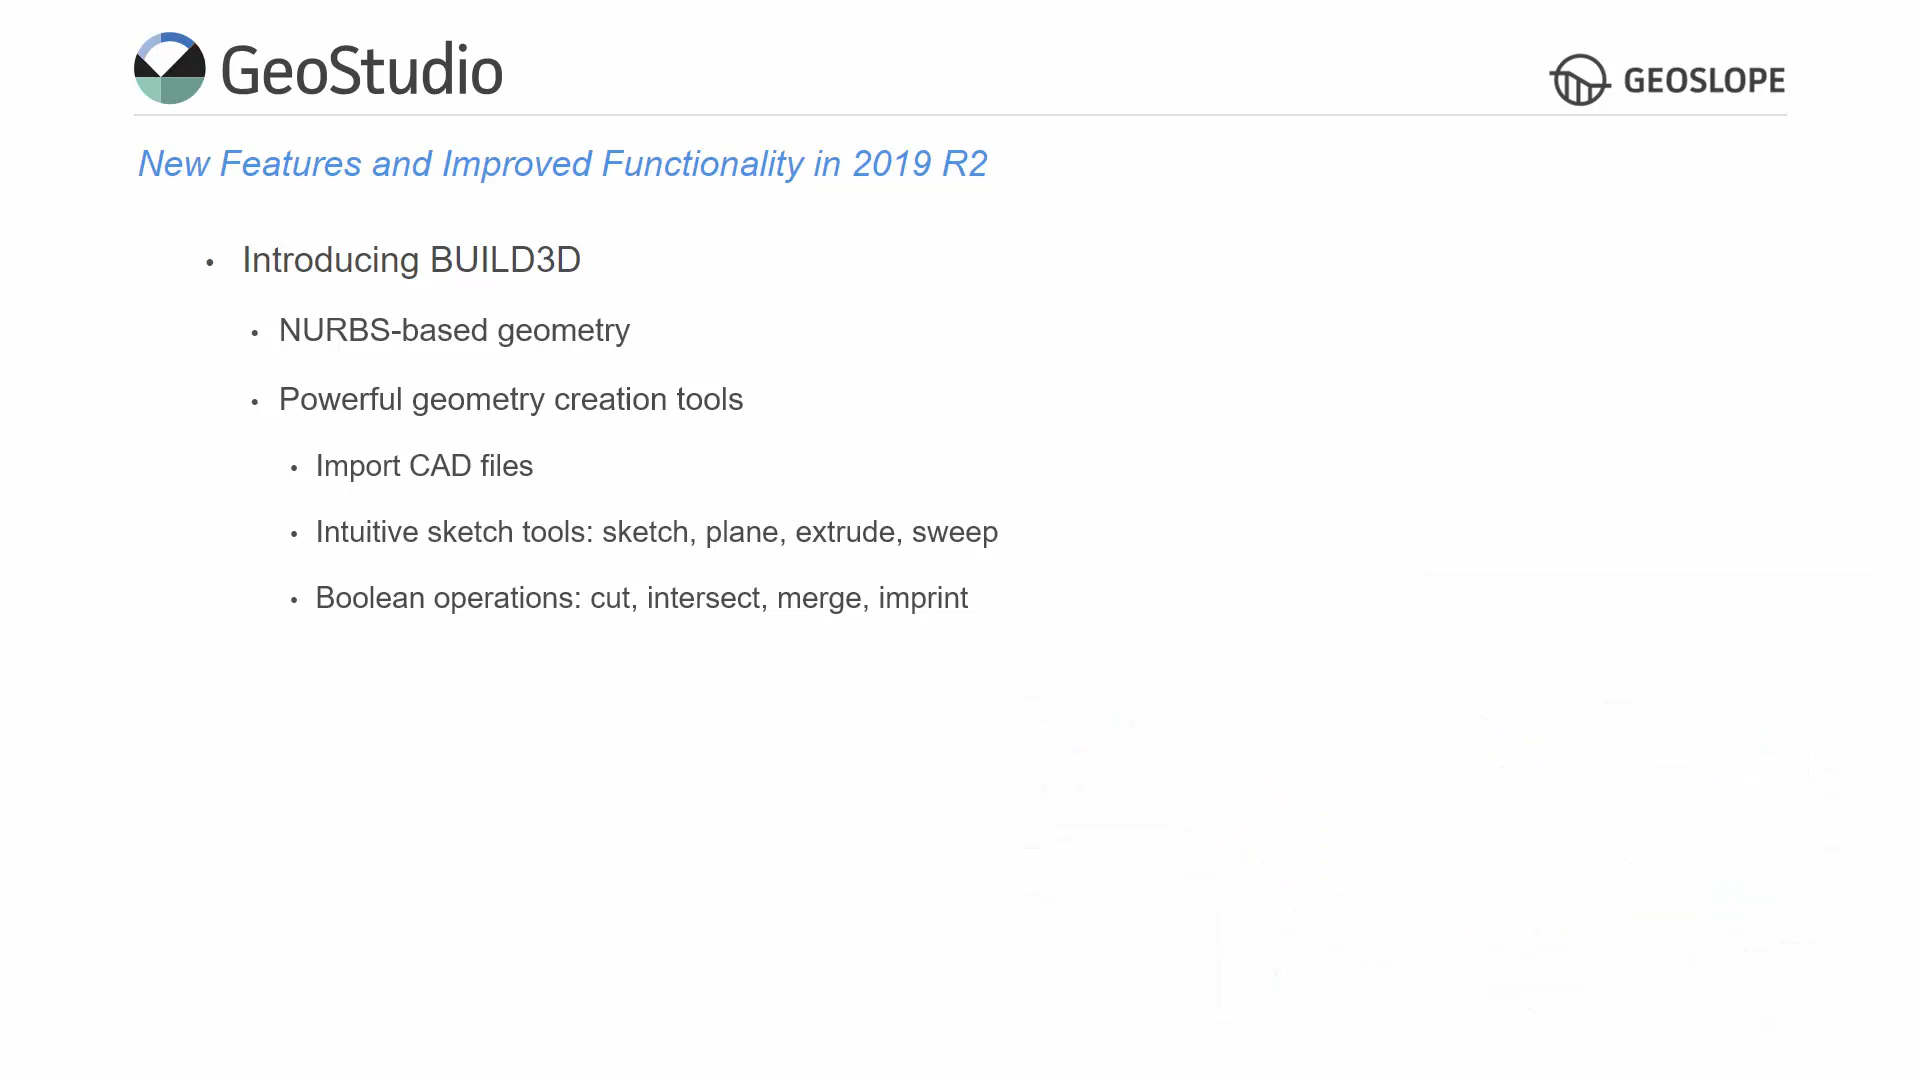 GeoStudio
GEOSLOPE
New Features and Improved Functionality in 2019 R2
• Introducing BUILD3D
• NURBS-based geometry
• Powerful geometry creation tools
• Import CAD files
• Intuitive sketch tools: sketch, plane, extrude, sweep
• Boolean operations: cut, intersect, merge, imprint